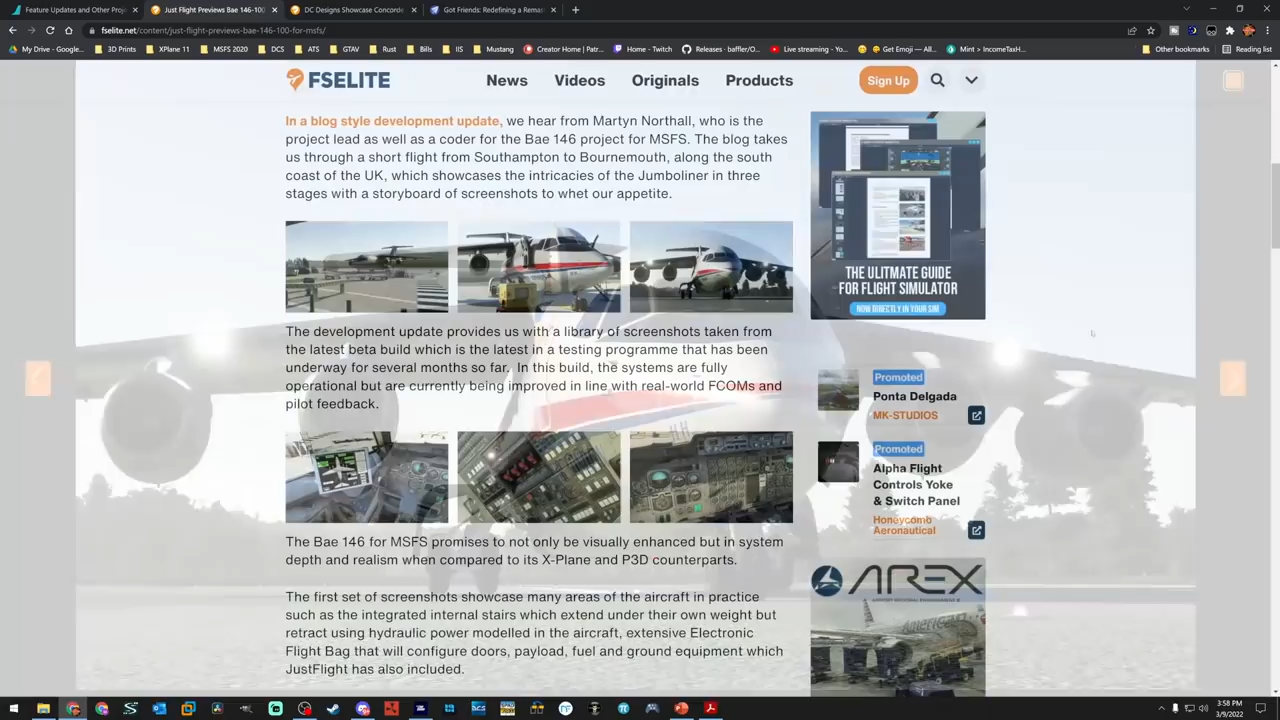 Feature Updates and Other Proj
Just Flight Previews Bae 146-100
DC Designs Showcase Concorde
Got Friends: Redefining a Remar
fselite.net/content/just-flight-previews-bae-146-100-for-msfs/
My Drive - Google...
3D Prints
XPlane 11
MSFS 2020
DCS
ATS
GTAV
Rust
Bills
IIS
Mustang
Creator Home | Patr...
Home - Twitch
Releases · baffler/O...
Live streaming - Yo...
Get Emoji — All Em...
Mint > IncomeTaxH...
Other bookmarks
Reading list
FSELITE
News
Videos
Originals
Products
Sign Up
In a blog style development update, we hear from Martyn Northall, who is the
project lead as well as a coder for the Bae 146 project for MSFS. The blog takes
us through a short flight from Southampton to Bournemouth, along the south
coast of the UK, which showcases the intricacies of the Jumboliner in three
stages with a storyboard of screenshots to whet our appetite.
THE ULITMATE GUIDE
FOR FLIGHT SIMULATOR
NOW DIRECTLY IN YOUR SIM
The development update provides us with a library of screenshots taken from
the latest beta build which is the latest in a testing programme that has been
underway for several months so far. In this build, the systems are fully
operational but are currently being improved in line with real-world FCOMs and
pilot feedback.
Promoted
Ponta Delgada
MK-STUDIOS
Promoted
Alpha Flight
Controls Yoke
& Switch Panel
Honeycomb
Aeronautical
The Bae 146 for MSFS promises to not only be visually enhanced but in system
depth and realism when compared to its X-Plane and P3D counterparts.
AREX
The first set of screenshots showcase many areas of the aircraft in practice
such as the integrated internal stairs which extend under their own weight but
retract using hydraulic power modelled in the aircraft, extensive Electronic
Flight Bag that will configure doors, payload, fuel and ground equipment which
JustFlight has also included.
3:58 PM
3/9/2022